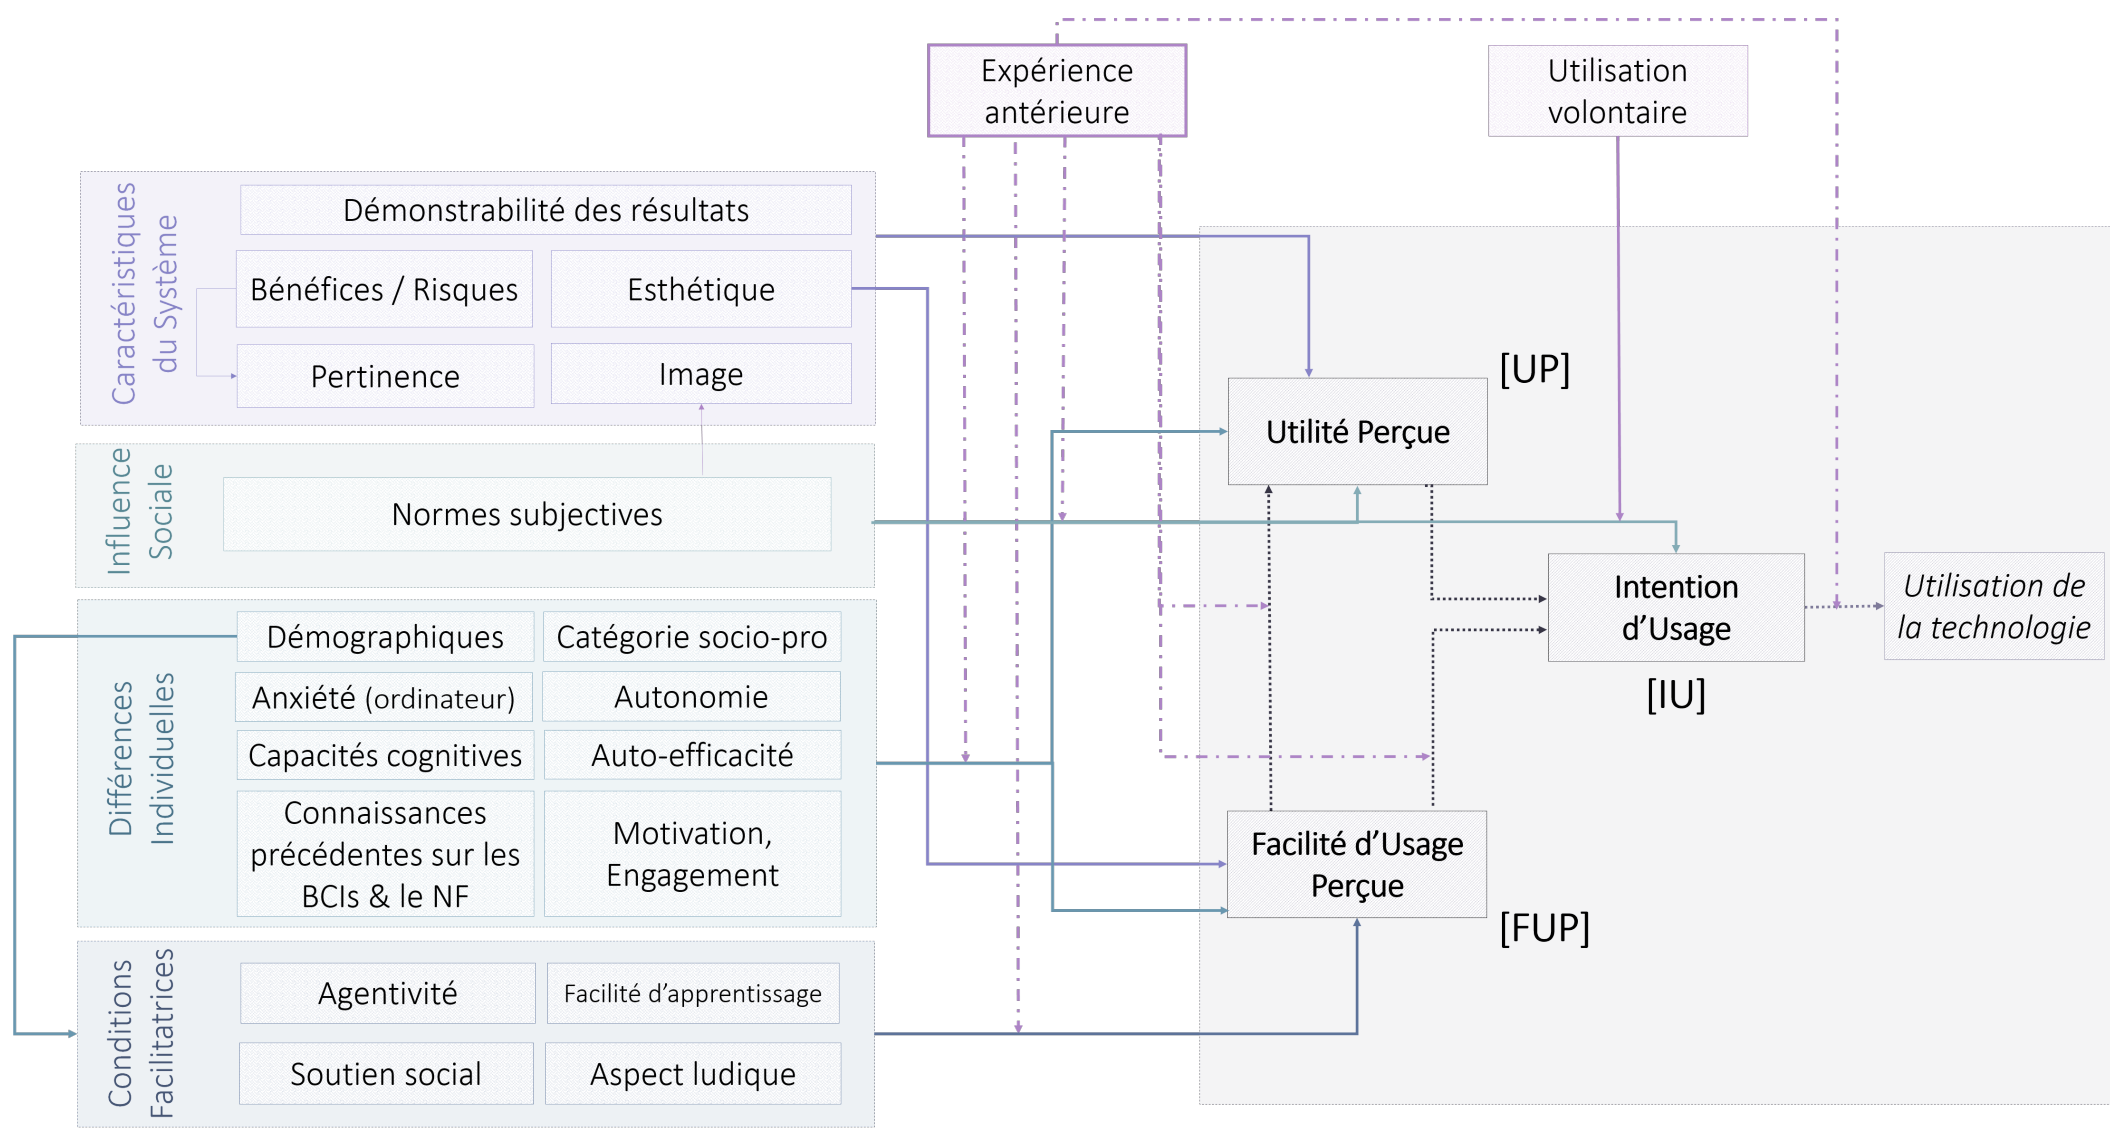 Expérience
antérieure
Utilisation
volontaire
Caractéristiques
du Système
Démonstrabilité des résultats
Bénéfices / Risques
Esthétique
Pertinence
Image
Influence
Sociale
Normes subjectives
Différences
Individuelles
Démographiques
Catégorie socio-pro
Anxiété (ordinateur)
Autonomie
Capacités cognitives
Auto-efficacité
Connaissances
précédentes sur les
BCIs & le NF
Motivation,
Engagement
Conditions
Facilitatrices
Agentivité
Facilité d’apprentissage
Soutien social
Aspect ludique
[UP]
Utilité Perçue
Intention
d’Usage
[IU]
Utilisation de
la technologie
Facilité d’Usage
Perçue
[FUP]